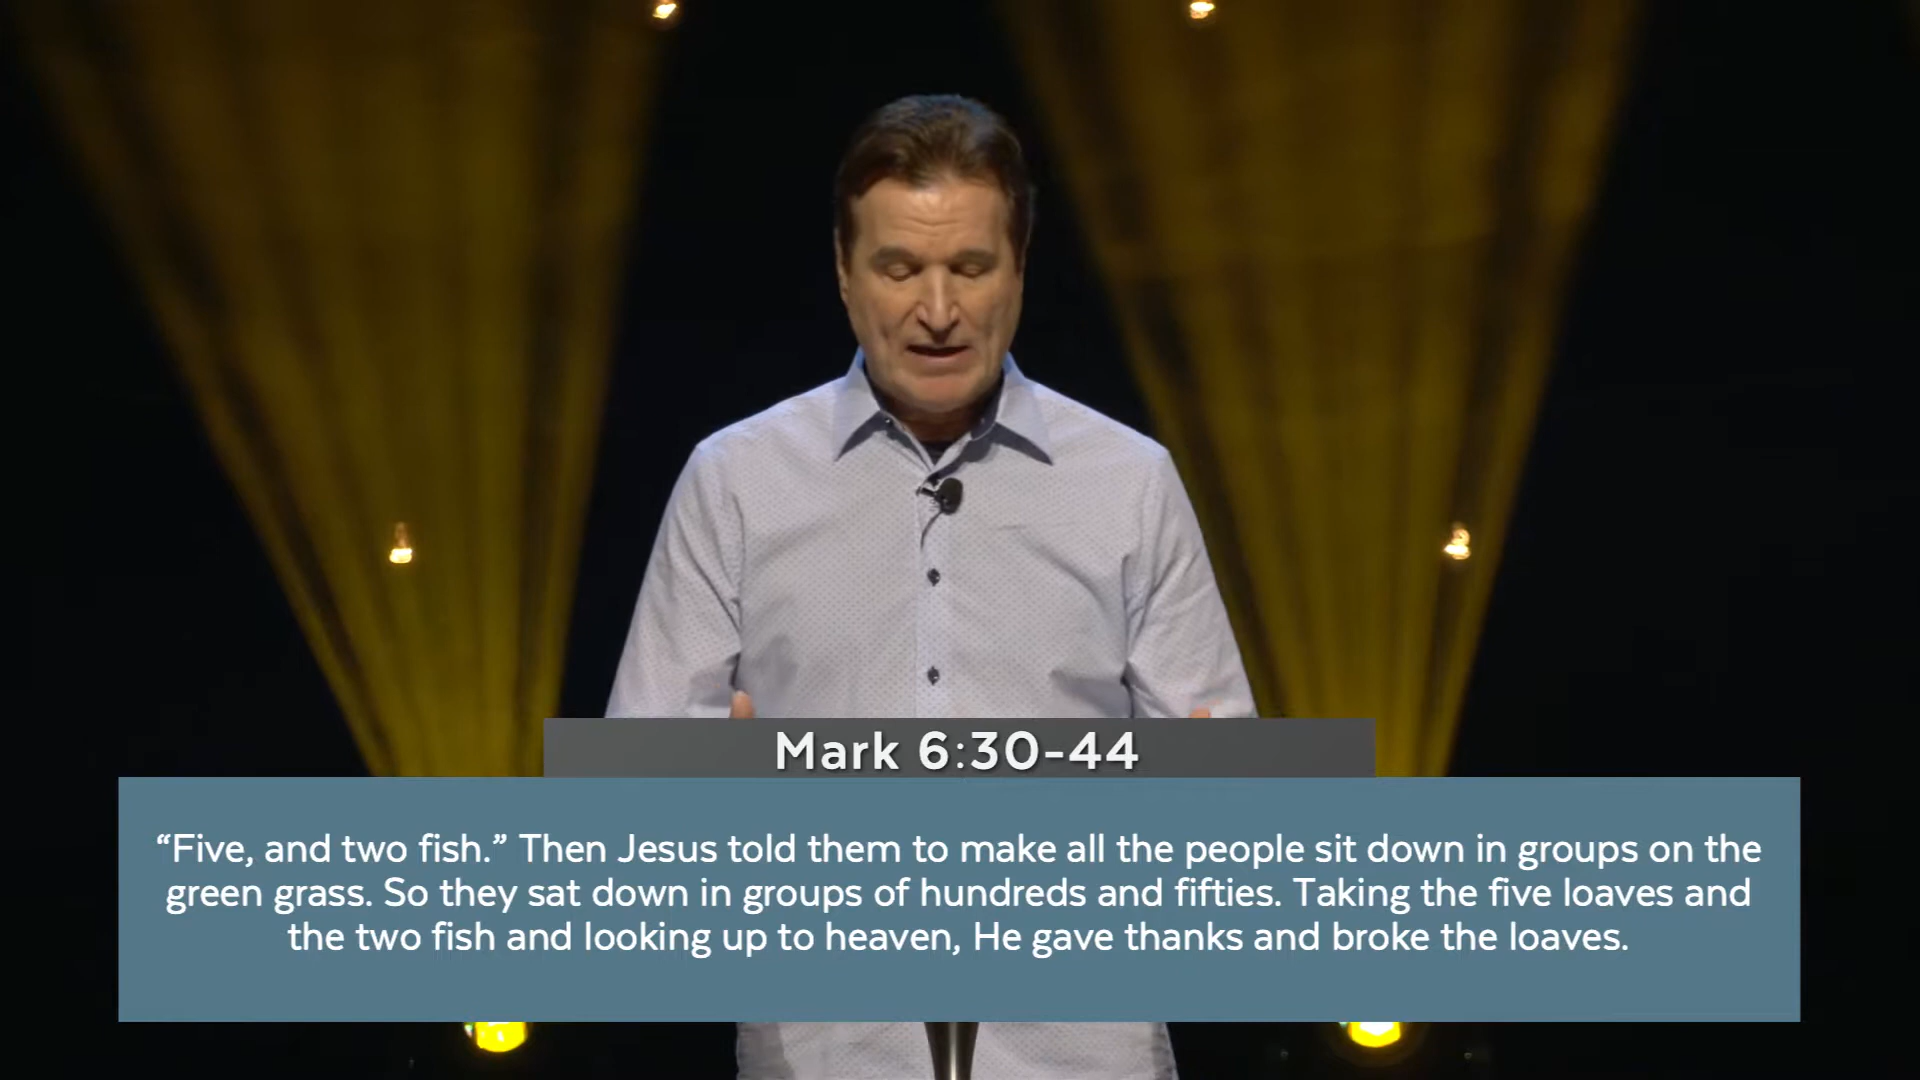 Mark 6:30-44
“Five, and two fish.” Then Jesus told them to make all the people sit down in groups on the
green grass. So they sat down in groups of hundreds and fifties. Taking the five loaves and
the two fish and looking up to heaven, He gave thanks and broke the loaves.